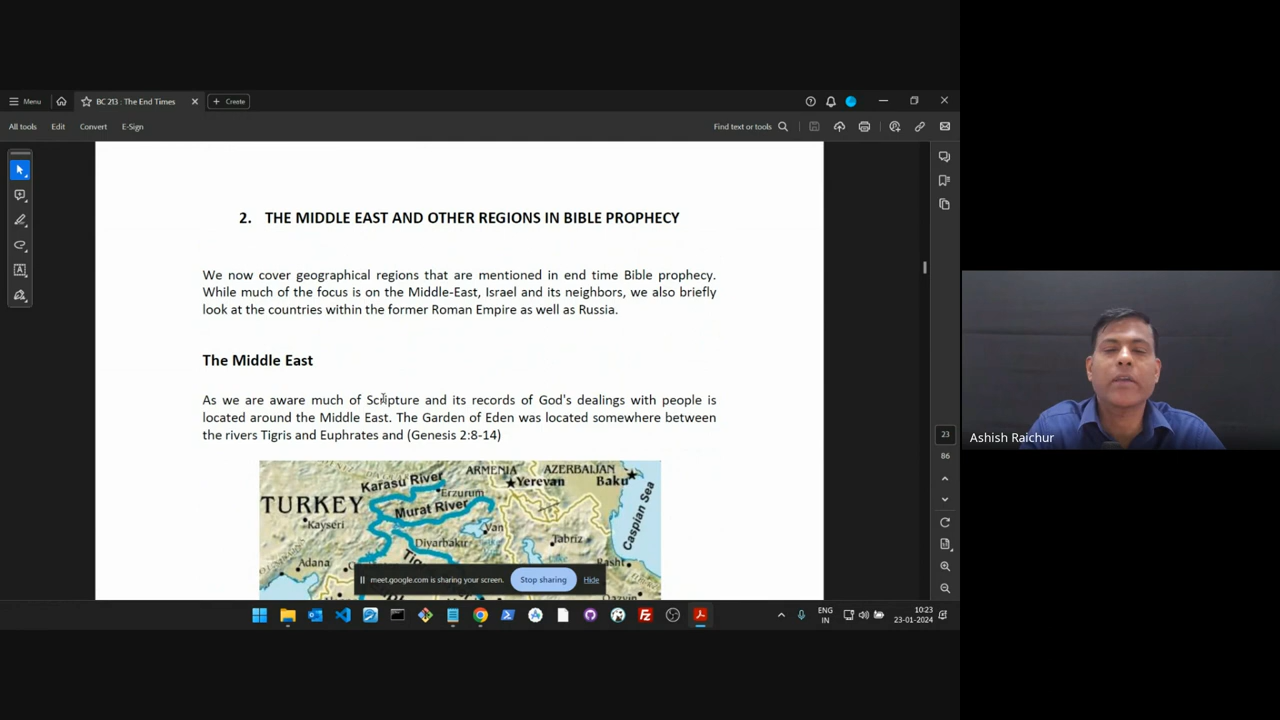 Menu
BC 213 : The End Times
Create
All tools
Edit
Convert
E-Sign
Find text or tools
2. THE MIDDLE EAST AND OTHER REGIONS IN BIBLE PROPHECY
We now cover geographical regions that are mentioned in end time Bible prophecy.
While much of the focus is on the Middle-East, Israel and its neighbors, we also briefly
look at the countries within the former Roman Empire as well as Russia.
The Middle East
As we are aware much of Scripture and its records of God's dealings with people is
located around the Middle East. The Garden of Eden was located somewhere between
the rivers Tigris and Euphrates and (Genesis 2:8-14)
ARMENIA
AZERBAIJAN
Karasu River
Yerevan
Baku
TURKEY
Erzurum
Murat River
Kayseri
Van
Caspian Sea
Diyarbakır
Tabriz
Adana
Rasht
meet.google.com is sharing your screen.
Stop sharing
Hide
23
86
Ashish Raichur
ENG
IN
10:23
23-01-2024